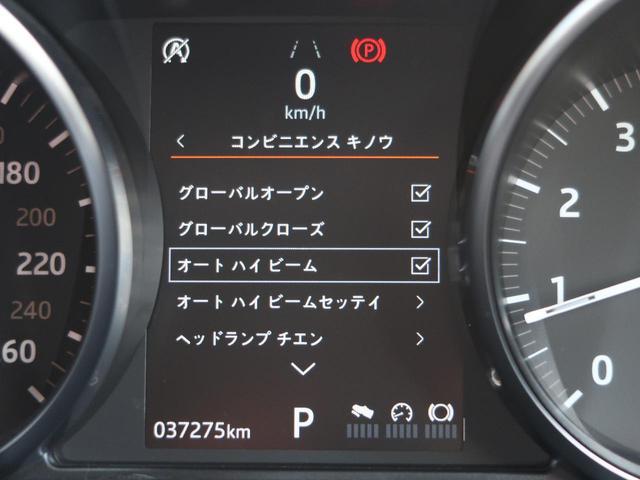 0
km/h
コンビニエンス キノウ
グローバルオープン
グローバルクローズ
オート ハイ ビーム
オート ハイ ビームセッテイ
ヘッドランプ チエン
037275km P
180
200
220
240
60
3
2
1
0